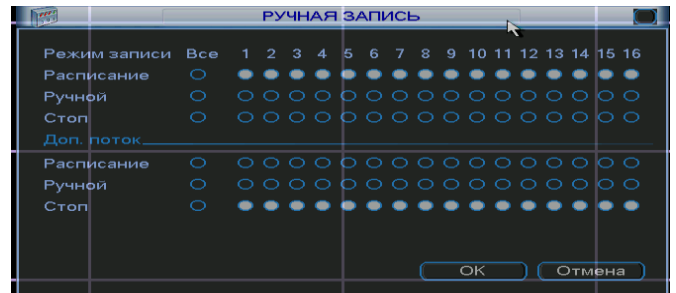 РУЧНАЯ ЗАПИСЬ
Режим записи Все 1 2 3 4 5 6 7 8 9 10 11 12 13 14 15 16
Расписание
Ручной
Стоп
Доп. поток
Расписание
Ручной
Стоп
ОК Отмена